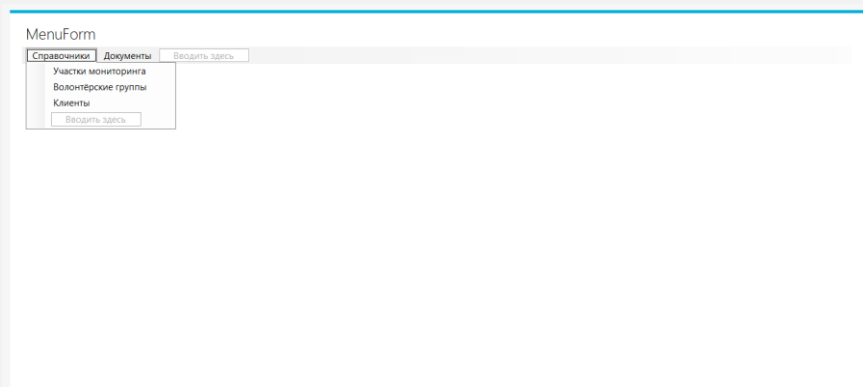 MenuForm
Справочники Документы Вводить здесь
Участки мониторинга
Волонтёрские группы
Клиенты
Вводить здесь